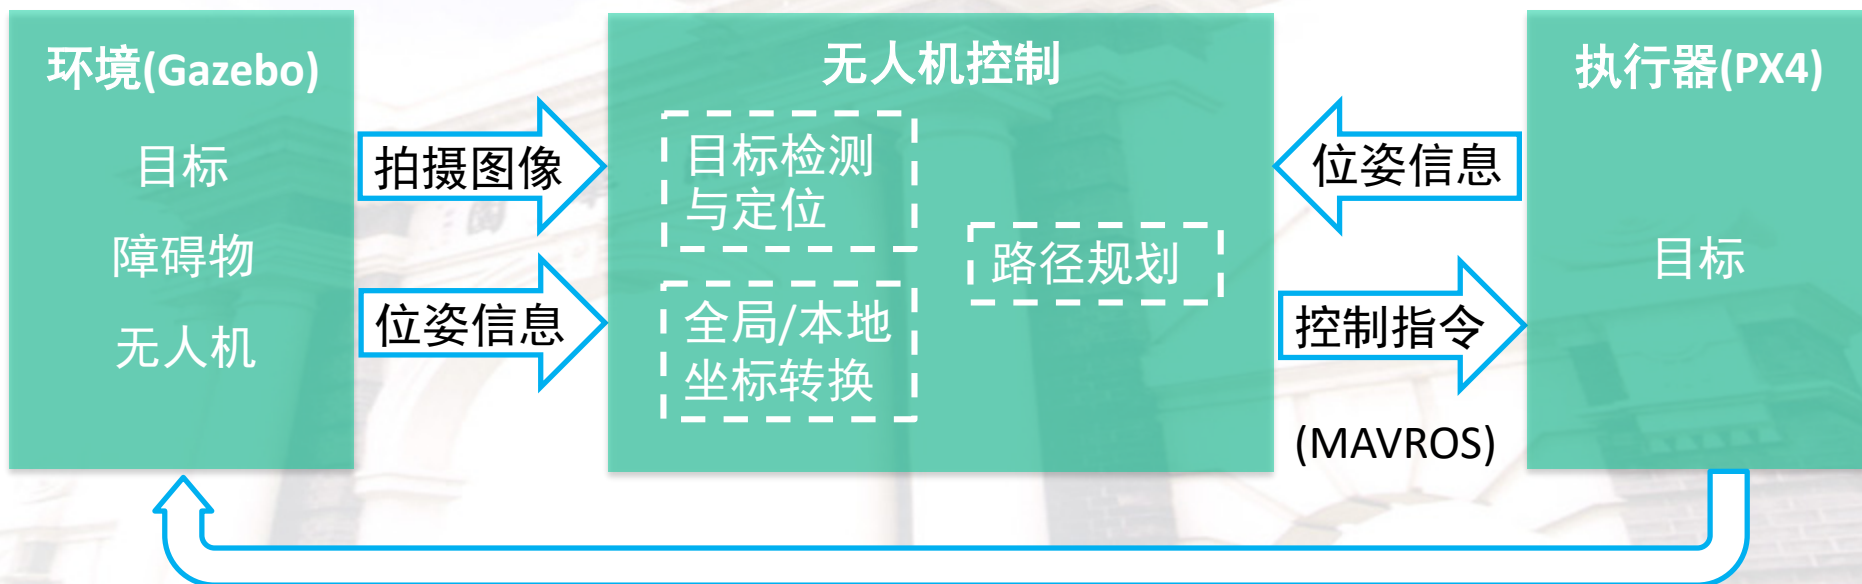 环境(Gazebo)
目标
障碍物
无人机
拍摄图像
位姿信息
无人机控制
目标检测
与定位
全局/本地
坐标转换
路径规划
位姿信息
控制指令
(MAVROS)
执行器(PX4)
目标